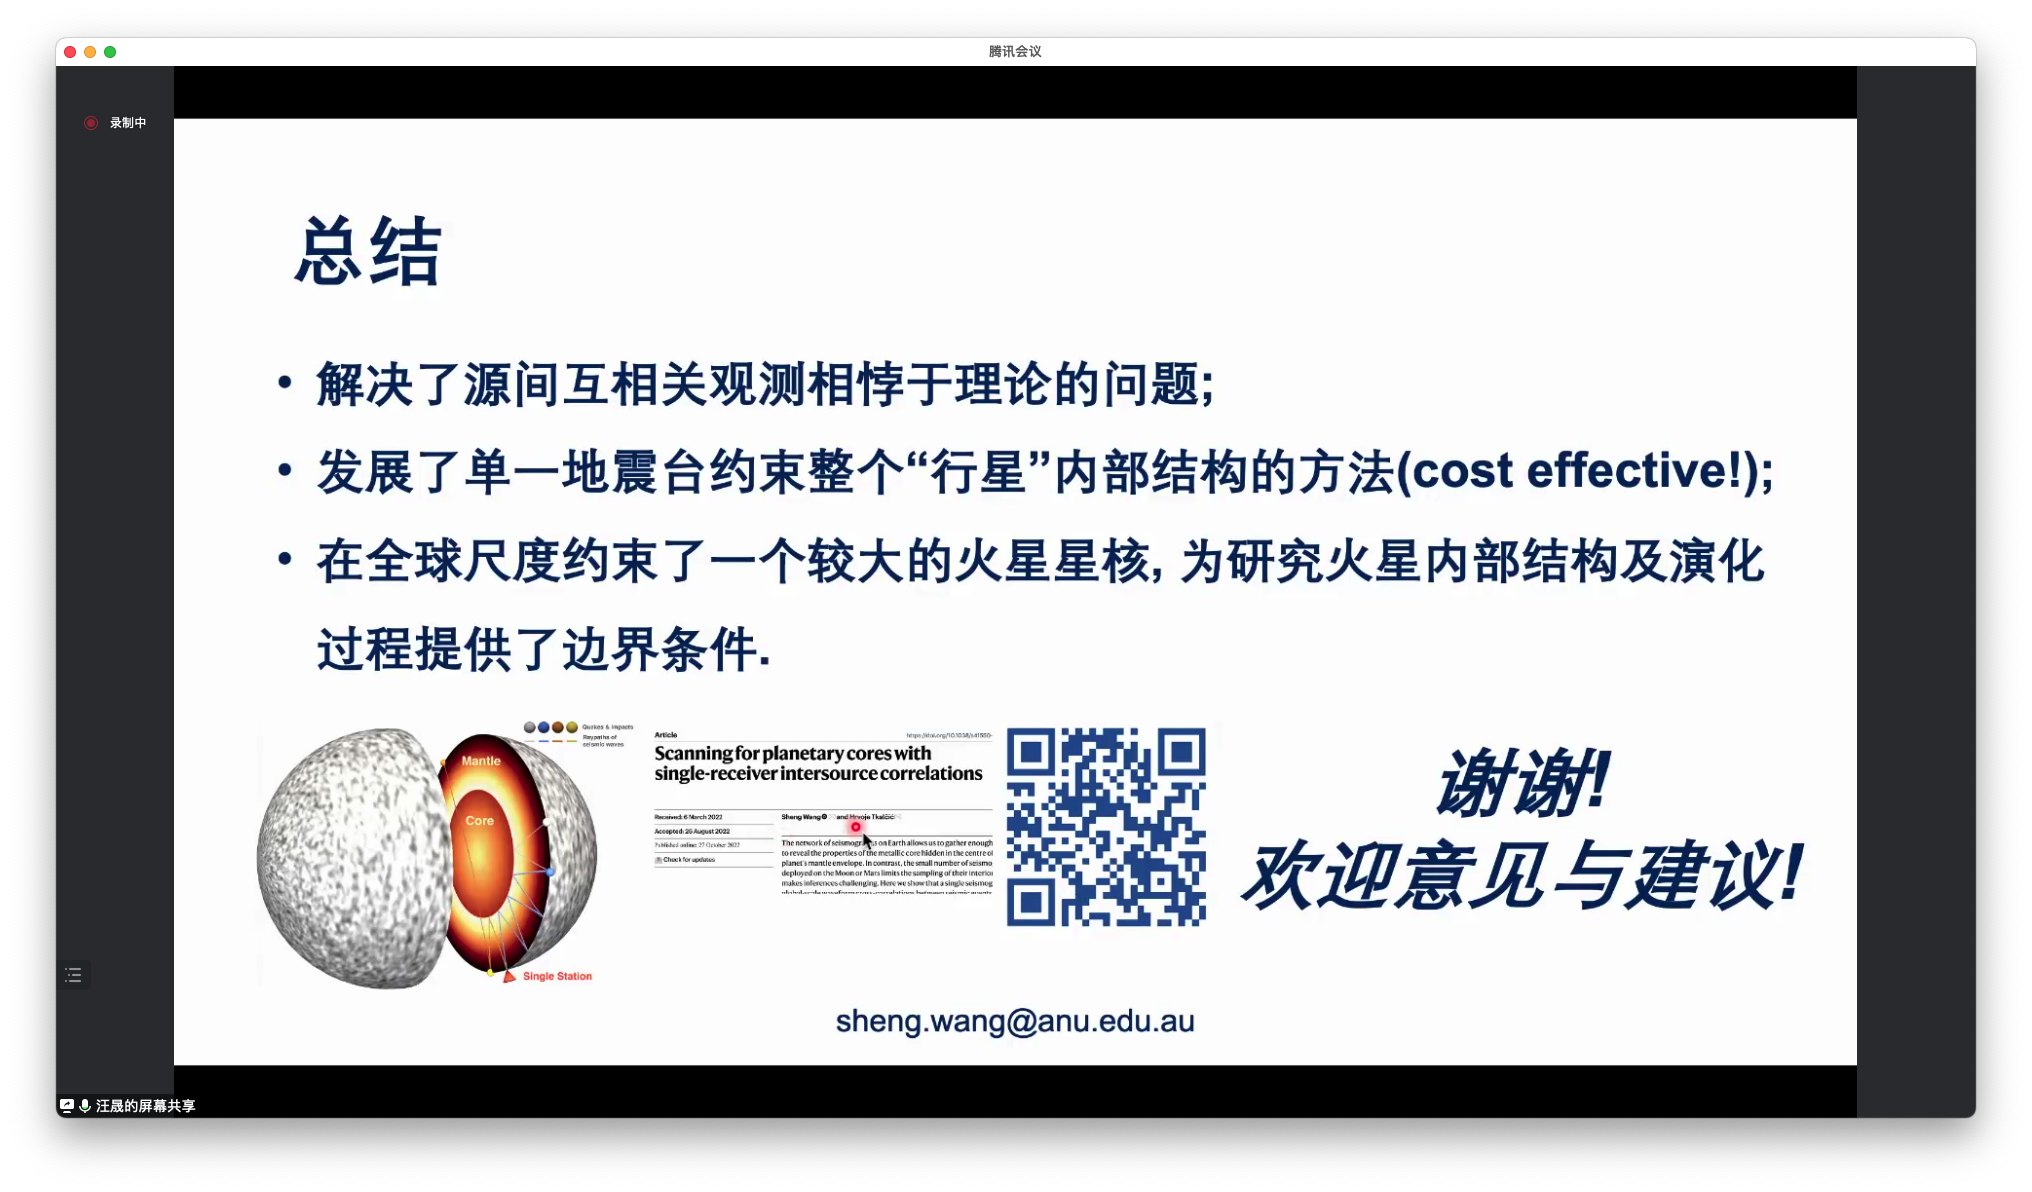 腾讯会议
录制中
总结
• 解决了源间互相关观测相悖于理论的问题;
• 发展了单一地震台约束整个“行星”内部结构的方法(cost effective!);
• 在全球尺度约束了一个较大的火星星核, 为研究火星内部结构及演化
过程提供了边界条件.
Quakes & Impacts
Raypaths of
seismic waves
Mantle
Core
Single Station
Article
Scanning for planetary cores with
single-receiver intersource correlations
Received: 6 March 2022
Accepted: 26 August 2022
Published online: 27 October 2022
Check for updates
Sheng Wang and Hrvoje Tkalčić
The network of on Earth allows us to gather enough
to reveal the properties of the metallic core hidden in the centre of
planet's mantle envelope. In contrast, the small number of seismo
deployed on the Moon or Mars limits the sampling of their interior
makes inferences challenging. Here we show that a single seismog
谢谢!
欢迎意见与建议!
sheng.wang@anu.edu.au
汪晟的屏幕共享